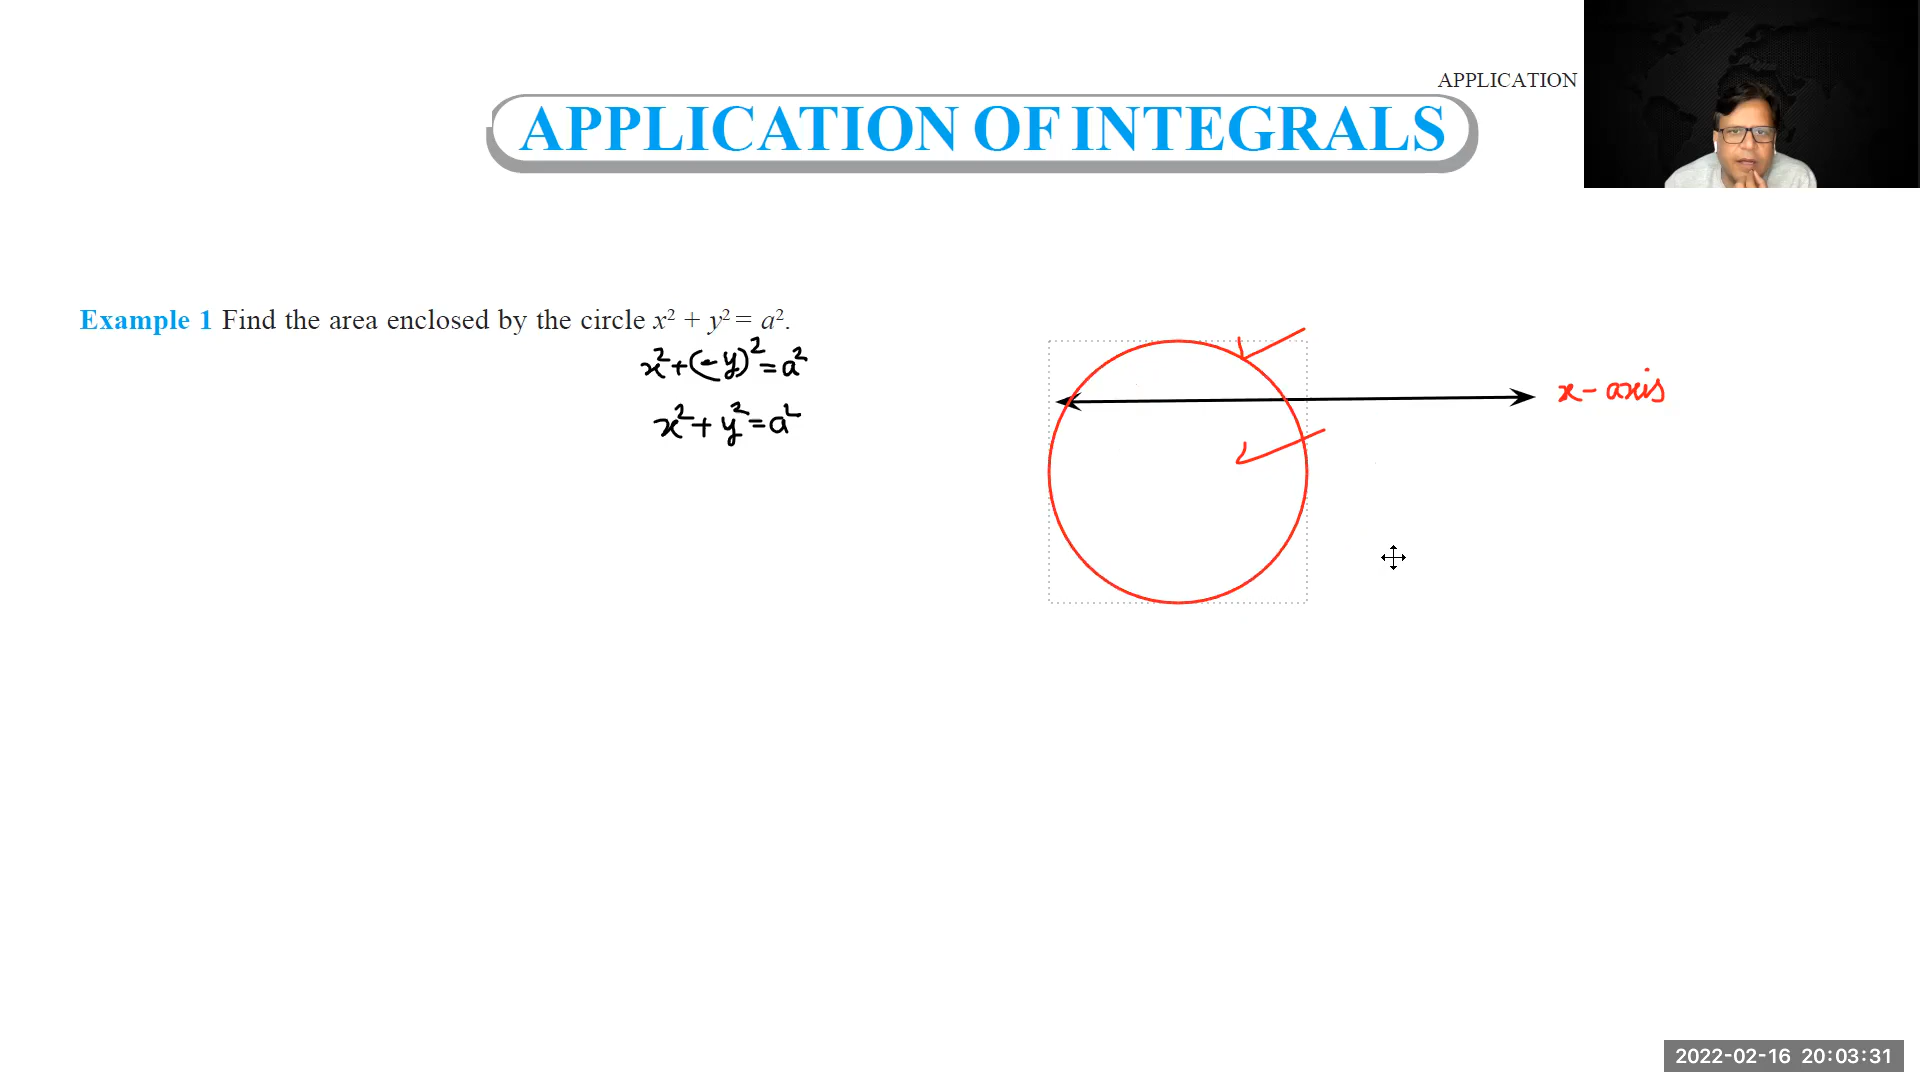 APPLICATION
APPLICATION OF INTEGRALS
Example 1 Find the area enclosed by the circle x² + y² = a².
x²+(-y)²=a²
x²+y²=a²
x-axis
2022-02-16 20:03:31